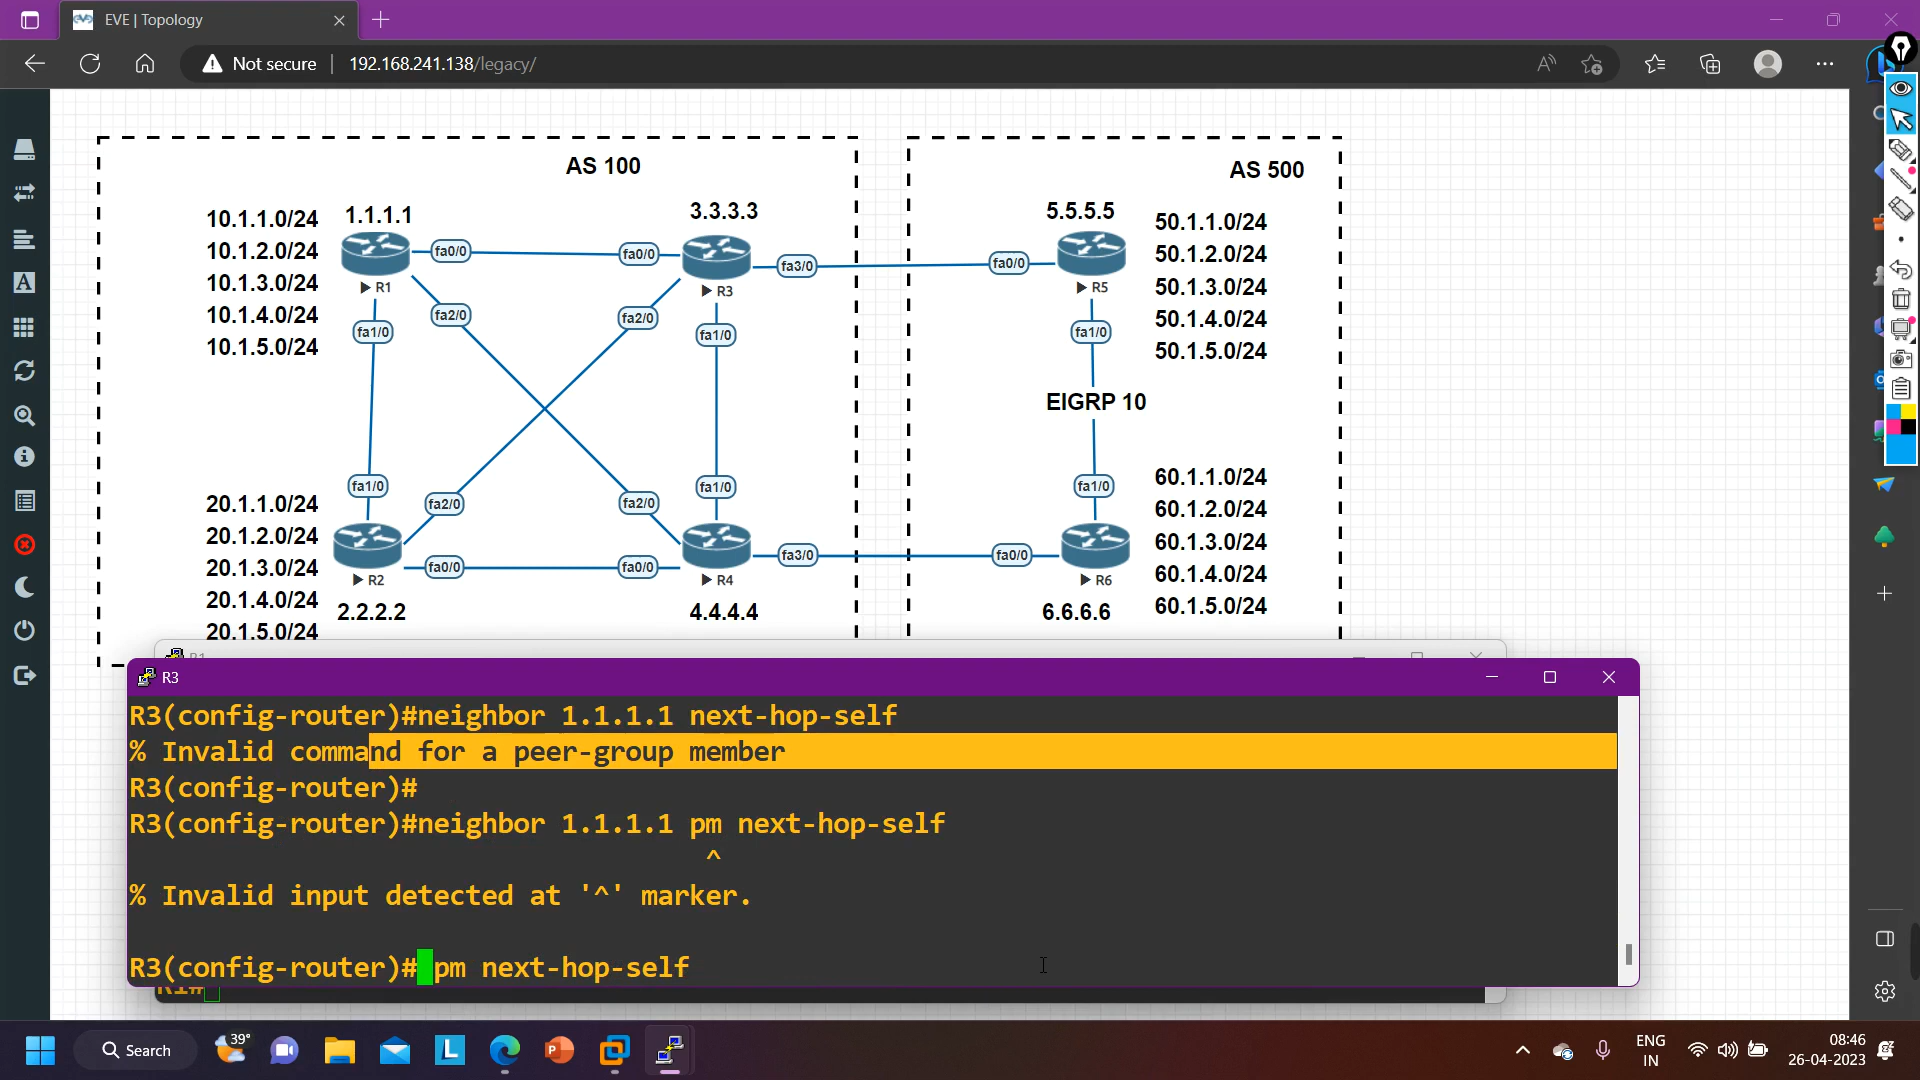 EVE | Topology
Not secure
192.168.241.138/legacy/
AS 100
AS 500
10.1.1.0/24
10.1.2.0/24
10.1.3.0/24
10.1.4.0/24
10.1.5.0/24
1.1.1.1
3.3.3.3
5.5.5.5
50.1.1.0/24
50.1.2.0/24
50.1.3.0/24
50.1.4.0/24
50.1.5.0/24
fa0/0
fa0/0
fa3/0
fa0/0
R1
R3
R5
fa2/0
fa2/0
fa1/0
fa1/0
fa1/0
EIGRP 10
fa1/0
fa2/0
fa2/0
fa1/0
fa1/0
20.1.1.0/24
20.1.2.0/24
20.1.3.0/24
20.1.4.0/24
20.1.5.0/24
60.1.1.0/24
60.1.2.0/24
60.1.3.0/24
60.1.4.0/24
60.1.5.0/24
fa0/0
fa0/0
fa3/0
fa0/0
R2
R4
R6
2.2.2.2
4.4.4.4
6.6.6.6
R1
R3
R3(config-router)#neighbor 1.1.1.1 next-hop-self
% Invalid command for a peer-group member
R3(config-router)#
R3(config-router)#neighbor 1.1.1.1 pm next-hop-self
^
% Invalid input detected at '^' marker.
R3(config-router)# pm next-hop-self
R1#
39°
Search
ENG
IN
08:46
26-04-2023